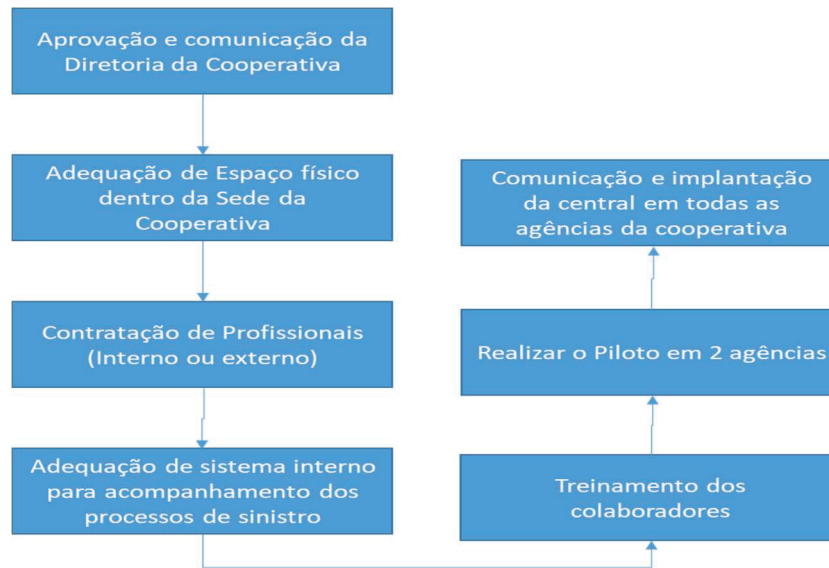 Aprovação e comunicação da
Diretoria da Cooperativa
Adequação de Espaço físico
dentro da Sede da
Cooperativa
Contratação de Profissionais
(Interno ou externo)
Adequação de sistema interno
para acompanhamento dos
processos de sinistro
Treinamento dos
colaboradores
Realizar o Piloto em 2 agências
Comunicação e implantação
da central em todas as
agências da cooperativa